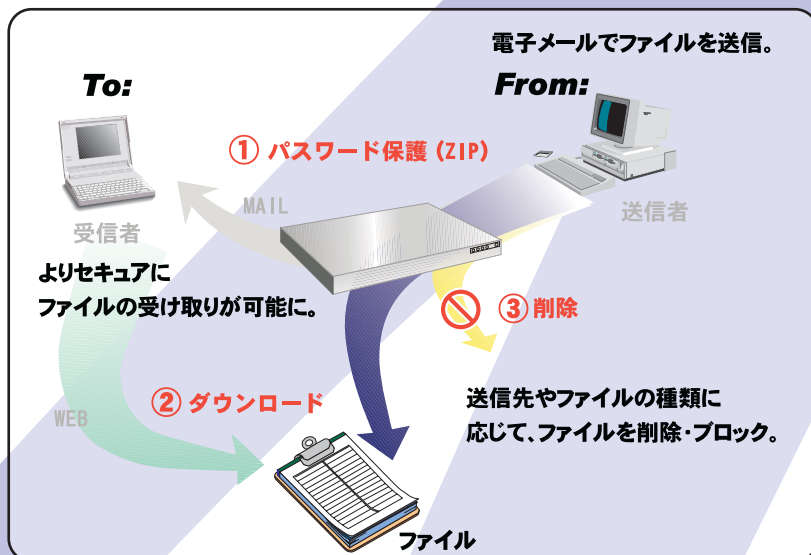 電子メールでファイルを送信。
To:
From:
①パスワード保護(ZIP)
MAIL
受信者
送信者
よりセキュアに
ファイルの受け取りが可能に。
③削除
②ダウンロード
WEB
送信先やファイルの種類に
応じて、ファイルを削除・ブロック。
ファイル